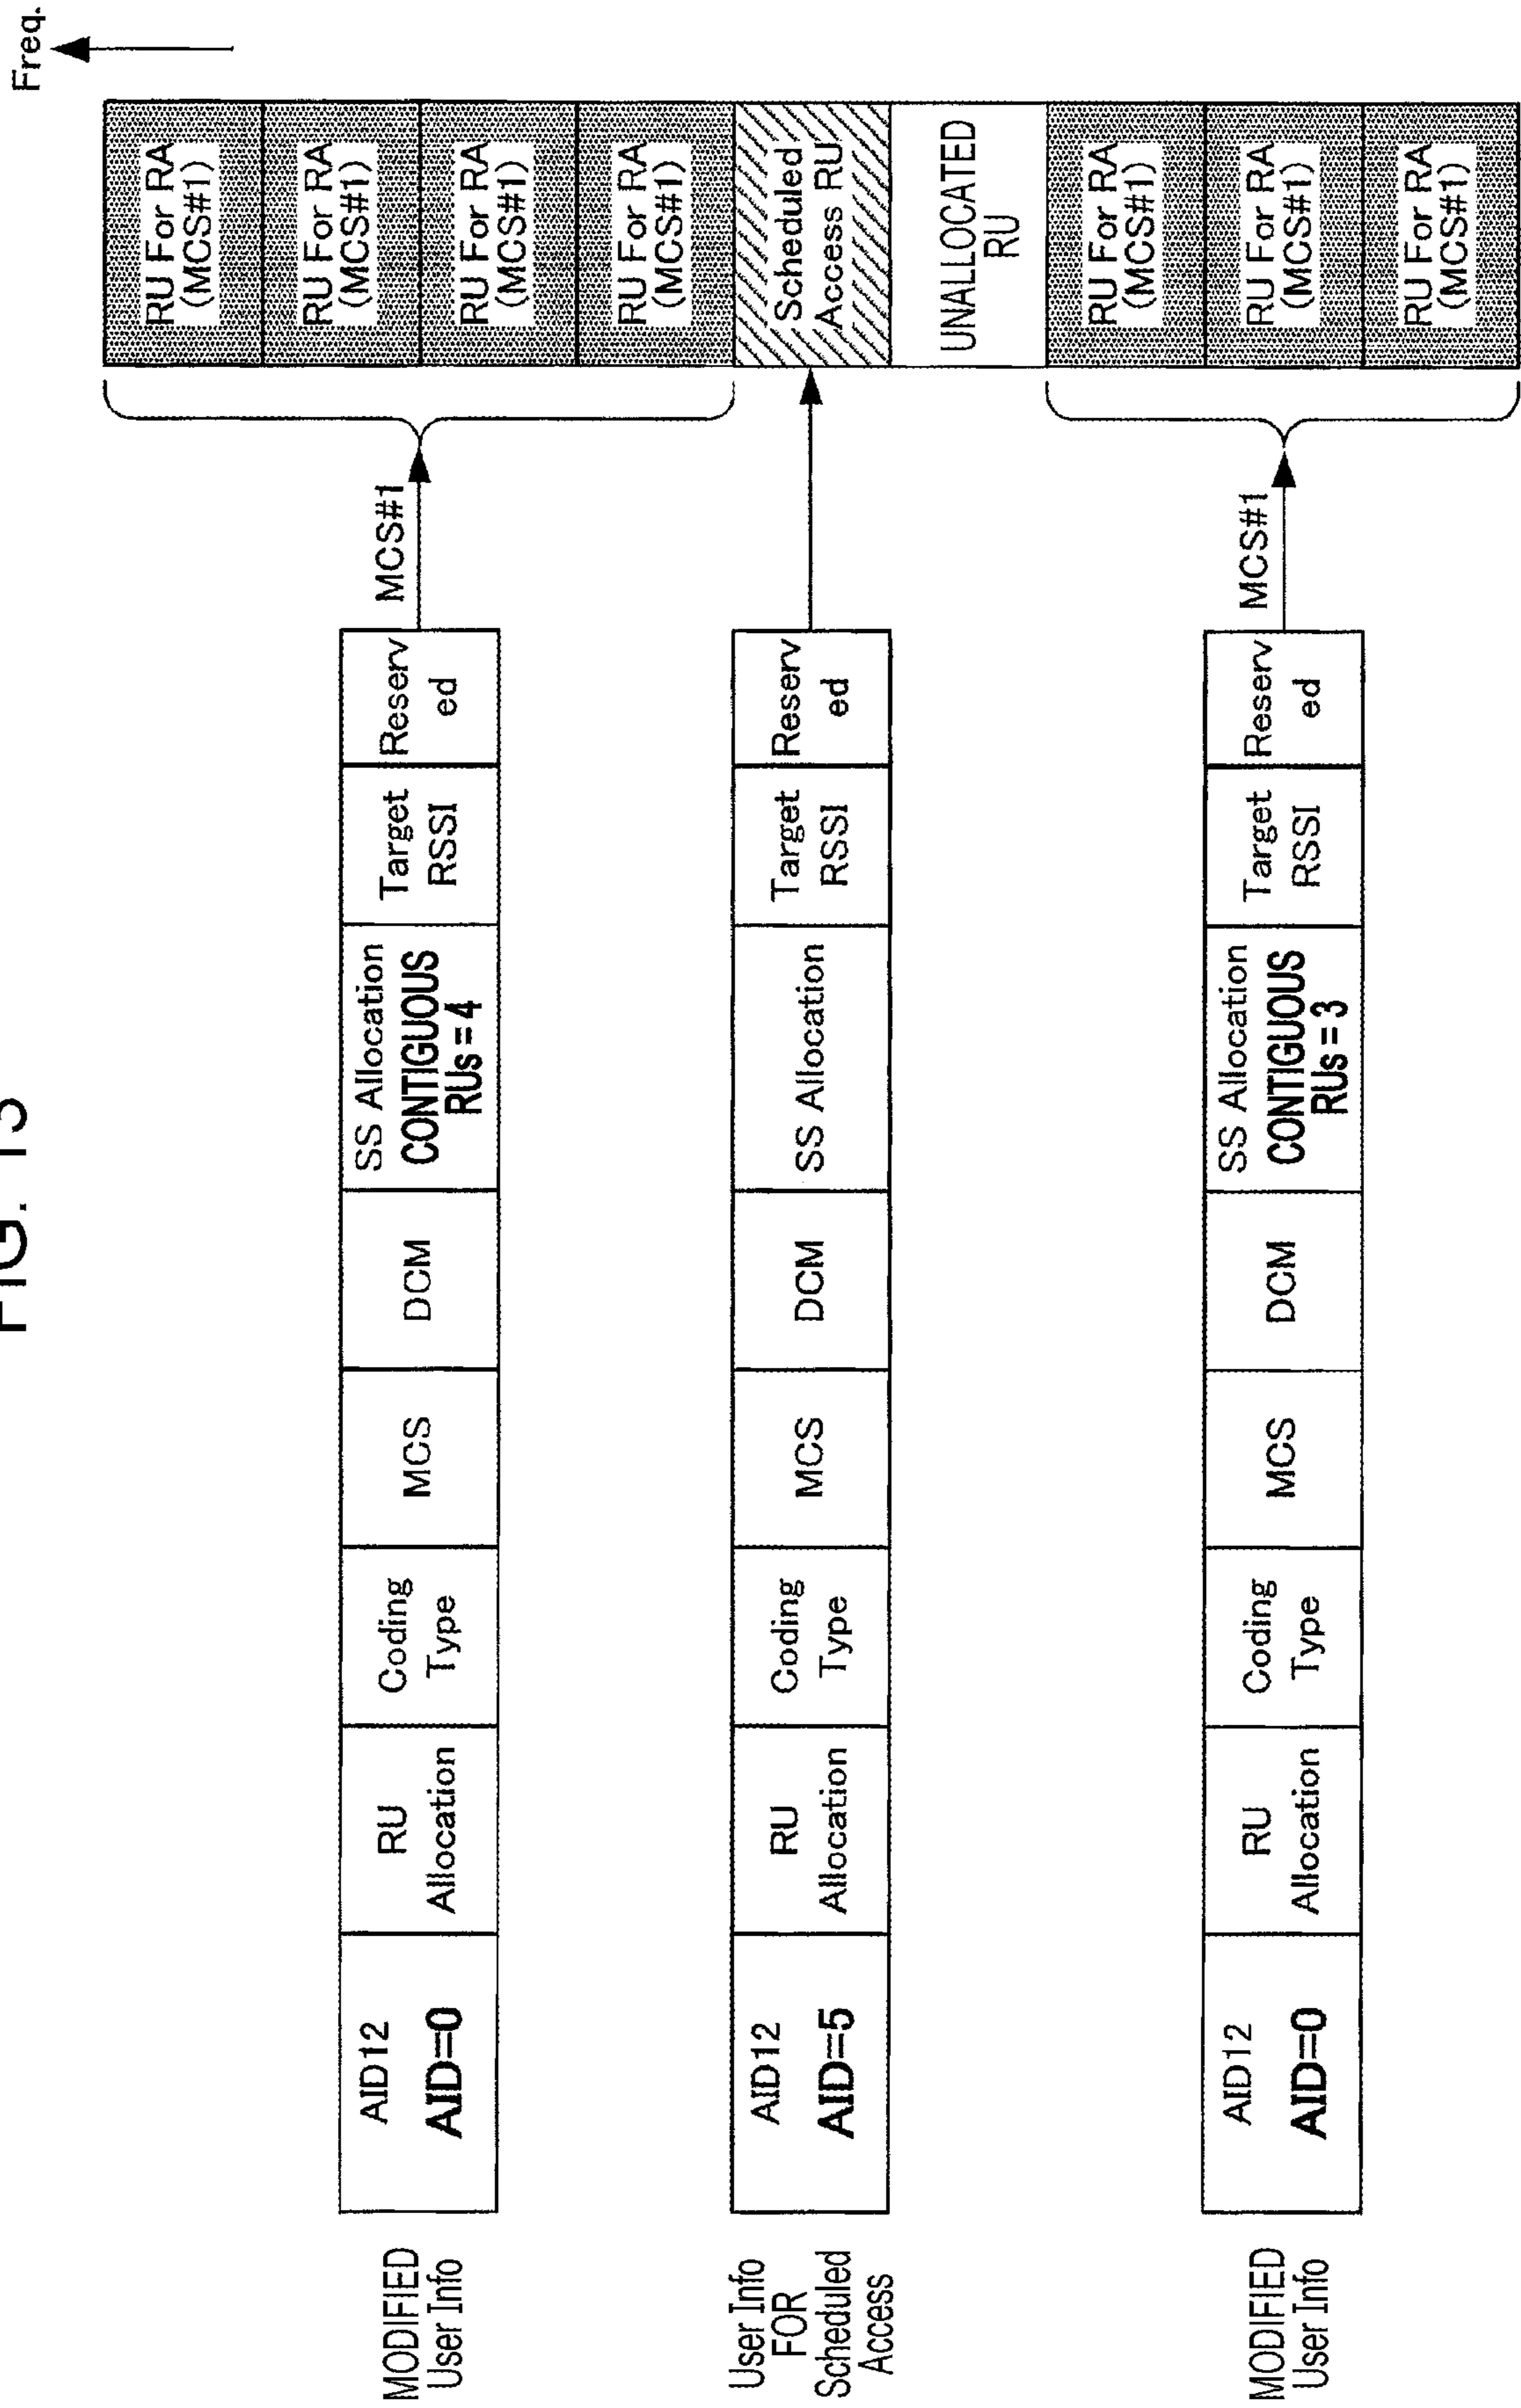 FIG.
Freq.
MODIFIED
User Info
AID12
AID=0
RU
Allocation
Coding
Type
MCS
DCM
SS Allocation
CONTIGUOUS
RUs = 4
Target
RSSI
Reserv
ed
MCS#1
RU For RA
(MCS#1)
RU For RA
(MCS#1)
RU For RA
(MCS#1)
RU For RA
(MCS#1)
User Info
FOR
Scheduled
Access
AID12
AID=5
RU
Allocation
Coding
Type
MCS
DCM
SS Allocation
Target
RSSI
Reserv
ed
Scheduled
Access RU
UNALLOCATED
RU
MODIFIED
User Info
AID12
AID=0
RU
Allocation
Coding
Type
MCS
DCM
SS Allocation
CONTIGUOUS
RUs = 3
Target
RSSI
Reserv
ed
MCS#1
RU For RA
(MCS#1)
RU For RA
(MCS#1)
RU For RA
(MCS#1)